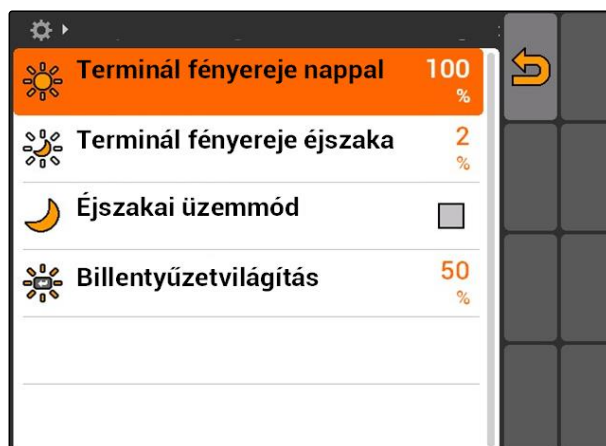 Terminál fényereje nappal 100 %
Terminál fényereje éjszaka 2 %
Éjszakai üzemmód
Billentyűzetvilágítás 50 %